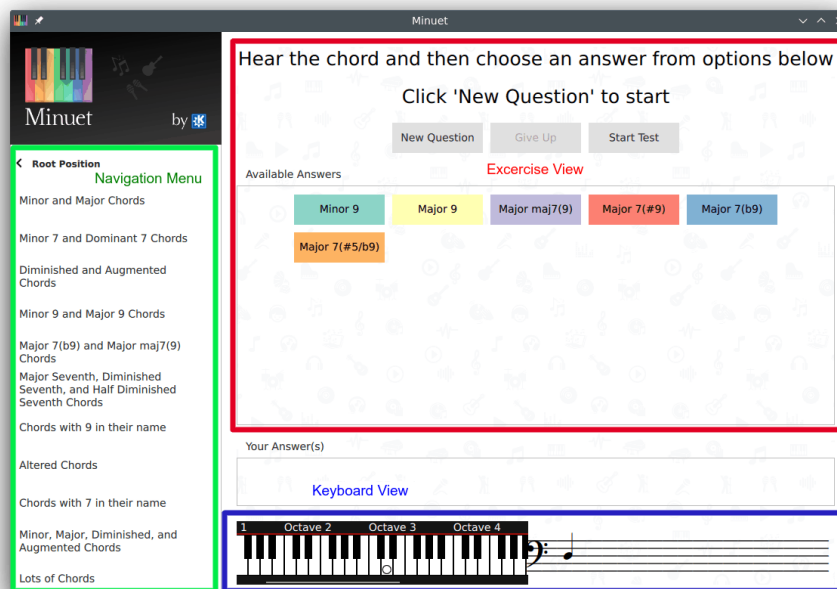 Minuet
Minuet
by
Root Position
Navigation Menu
Minor and Major Chords
Minor 7 and Dominant 7 Chords
Diminished and Augmented
Chords
Minor 9 and Major 9 Chords
Major 7(b9) and Major maj7(9)
Chords
Major Seventh, Diminished
Seventh, and Half Diminished
Seventh Chords
Chords with 9 in their name
Altered Chords
Chords with 7 in their name
Minor, Major, Diminished, and
Augmented Chords
Lots of Chords
Hear the chord and then choose an answer from options below
Click 'New Question' to start
New Question Give Up Start Test
Excercise View
Available Answers
Minor 9 Major 9 Major maj7(9) Major 7(#9) Major 7(b9)
Major 7(#5/b9)
Your Answer(s)
Keyboard View
1 Octave 2 Octave 3 Octave 4